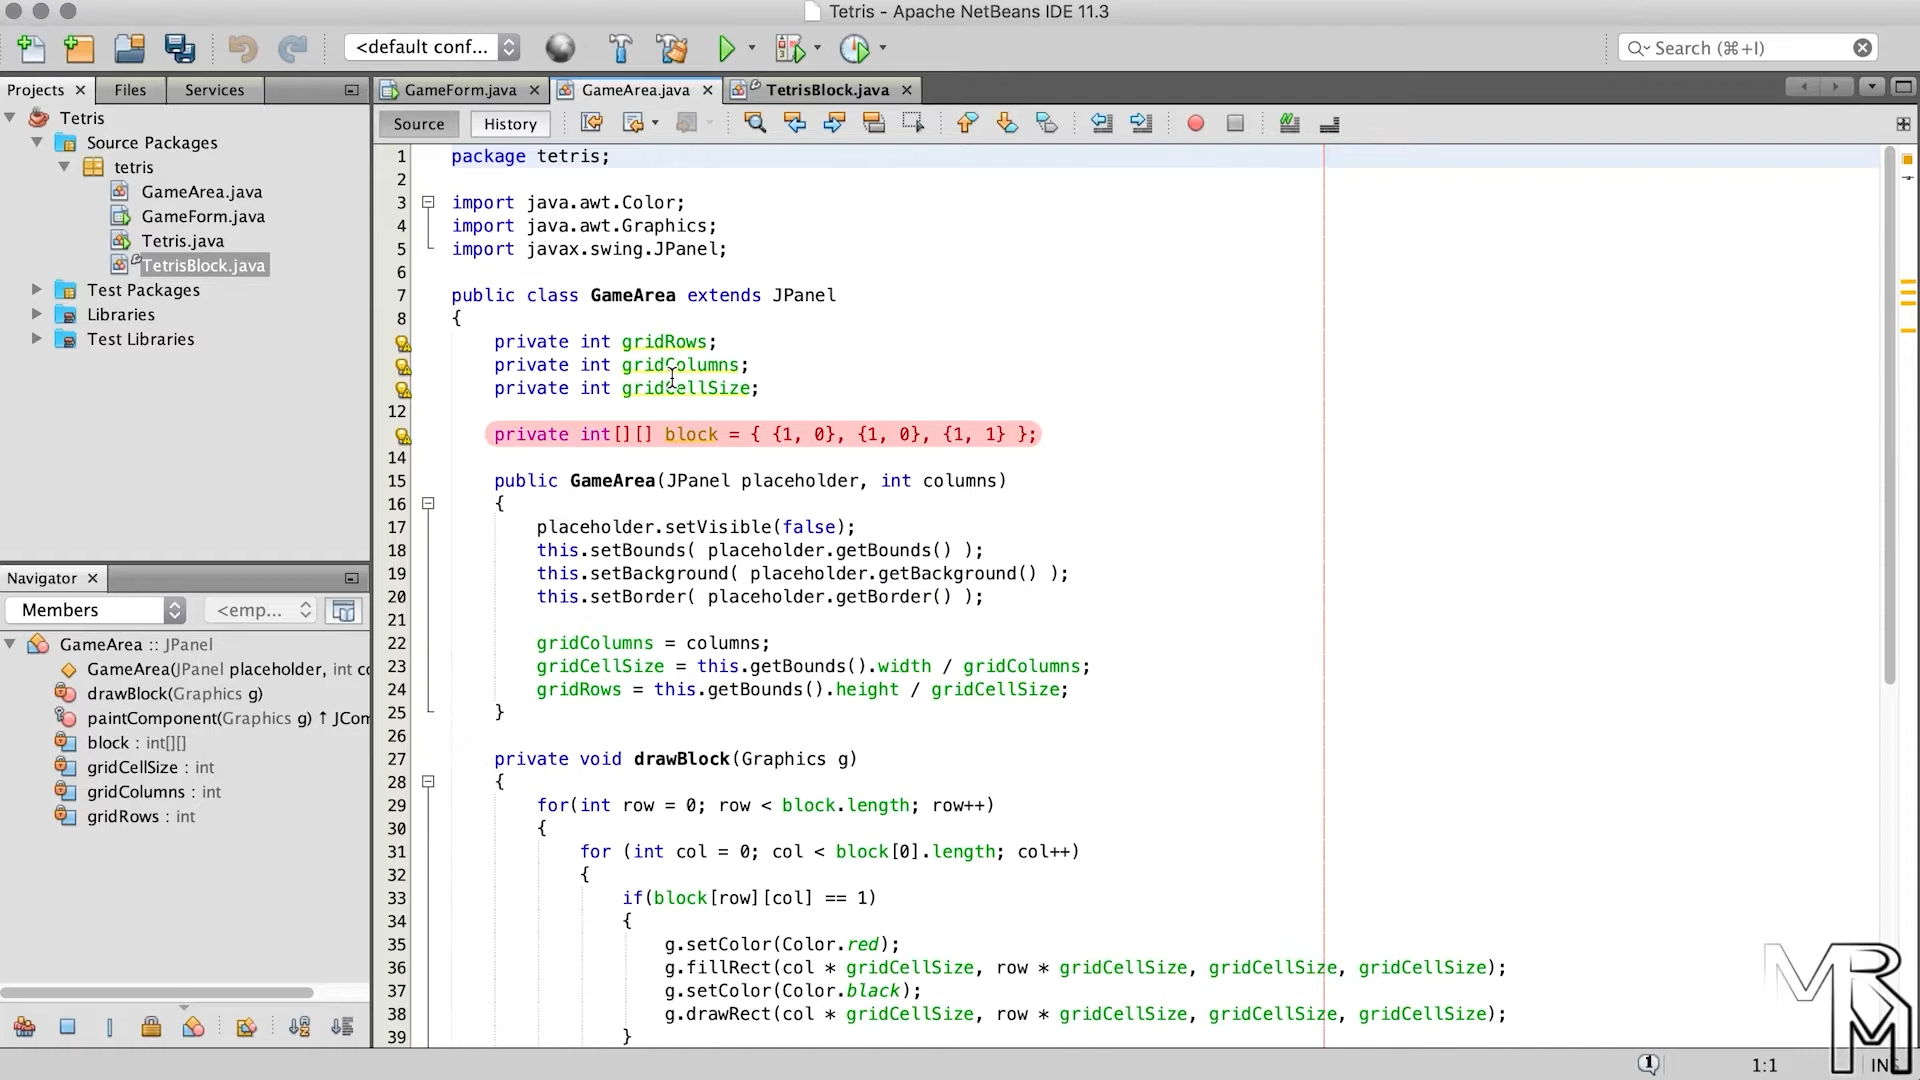 Tetris - Apache NetBeans IDE 11.3
<default conf...
Search (⌘+I)
Projects
Files
Services
GameForm.java
GameArea.java
TetrisBlock.java
Source
History
Tetris
Source Packages
tetris
GameArea.java
GameForm.java
Tetris.java
TetrisBlock.java
Test Packages
Libraries
Test Libraries
Navigator
Members
<emp...
GameArea :: JPanel
GameArea(JPanel placeholder, int co
drawBlock(Graphics g)
paintComponent(Graphics g) ↑ JCom
block : int[][]
gridCellSize : int
gridColumns : int
gridRows : int
1 package tetris;
2
3 import java.awt.Color;
4 import java.awt.Graphics;
5 import javax.swing.JPanel;
6
7 public class GameArea extends JPanel
8 {
private int gridRows;
private int gridColumns;
private int gridCellSize;
12
private int[][] block = { {1, 0}, {1, 0}, {1, 1} };
14
15 public GameArea(JPanel placeholder, int columns)
16 {
17 placeholder.setVisible(false);
18 this.setBounds( placeholder.getBounds() );
19 this.setBackground( placeholder.getBackground() );
20 this.setBorder( placeholder.getBorder() );
21
22 gridColumns = columns;
23 gridCellSize = this.getBounds().width / gridColumns;
24 gridRows = this.getBounds().height / gridCellSize;
25 }
26
27 private void drawBlock(Graphics g)
28 {
29 for(int row = 0; row < block.length; row++)
30 {
31 for (int col = 0; col < block[0].length; col++)
32 {
33 if(block[row][col] == 1)
34 {
35 g.setColor(Color.red);
36 g.fillRect(col * gridCellSize, row * gridCellSize, gridCellSize, gridCellSize);
37 g.setColor(Color.black);
38 g.drawRect(col * gridCellSize, row * gridCellSize, gridCellSize, gridCellSize);
39 }
1
1:1